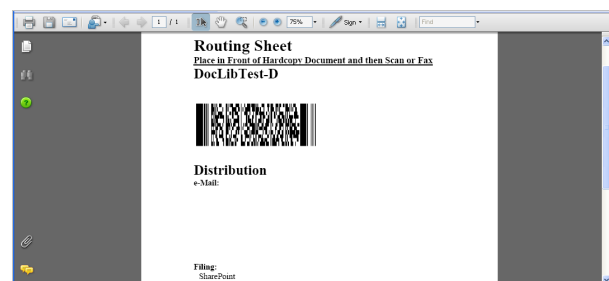 1 / 1
75%
Sign
Find
Routing Sheet
Place in Front of Hardcopy Document and then Scan or Fax
DocLibTest-D
Distribution
e-Mail:
Filing:
SharePoint